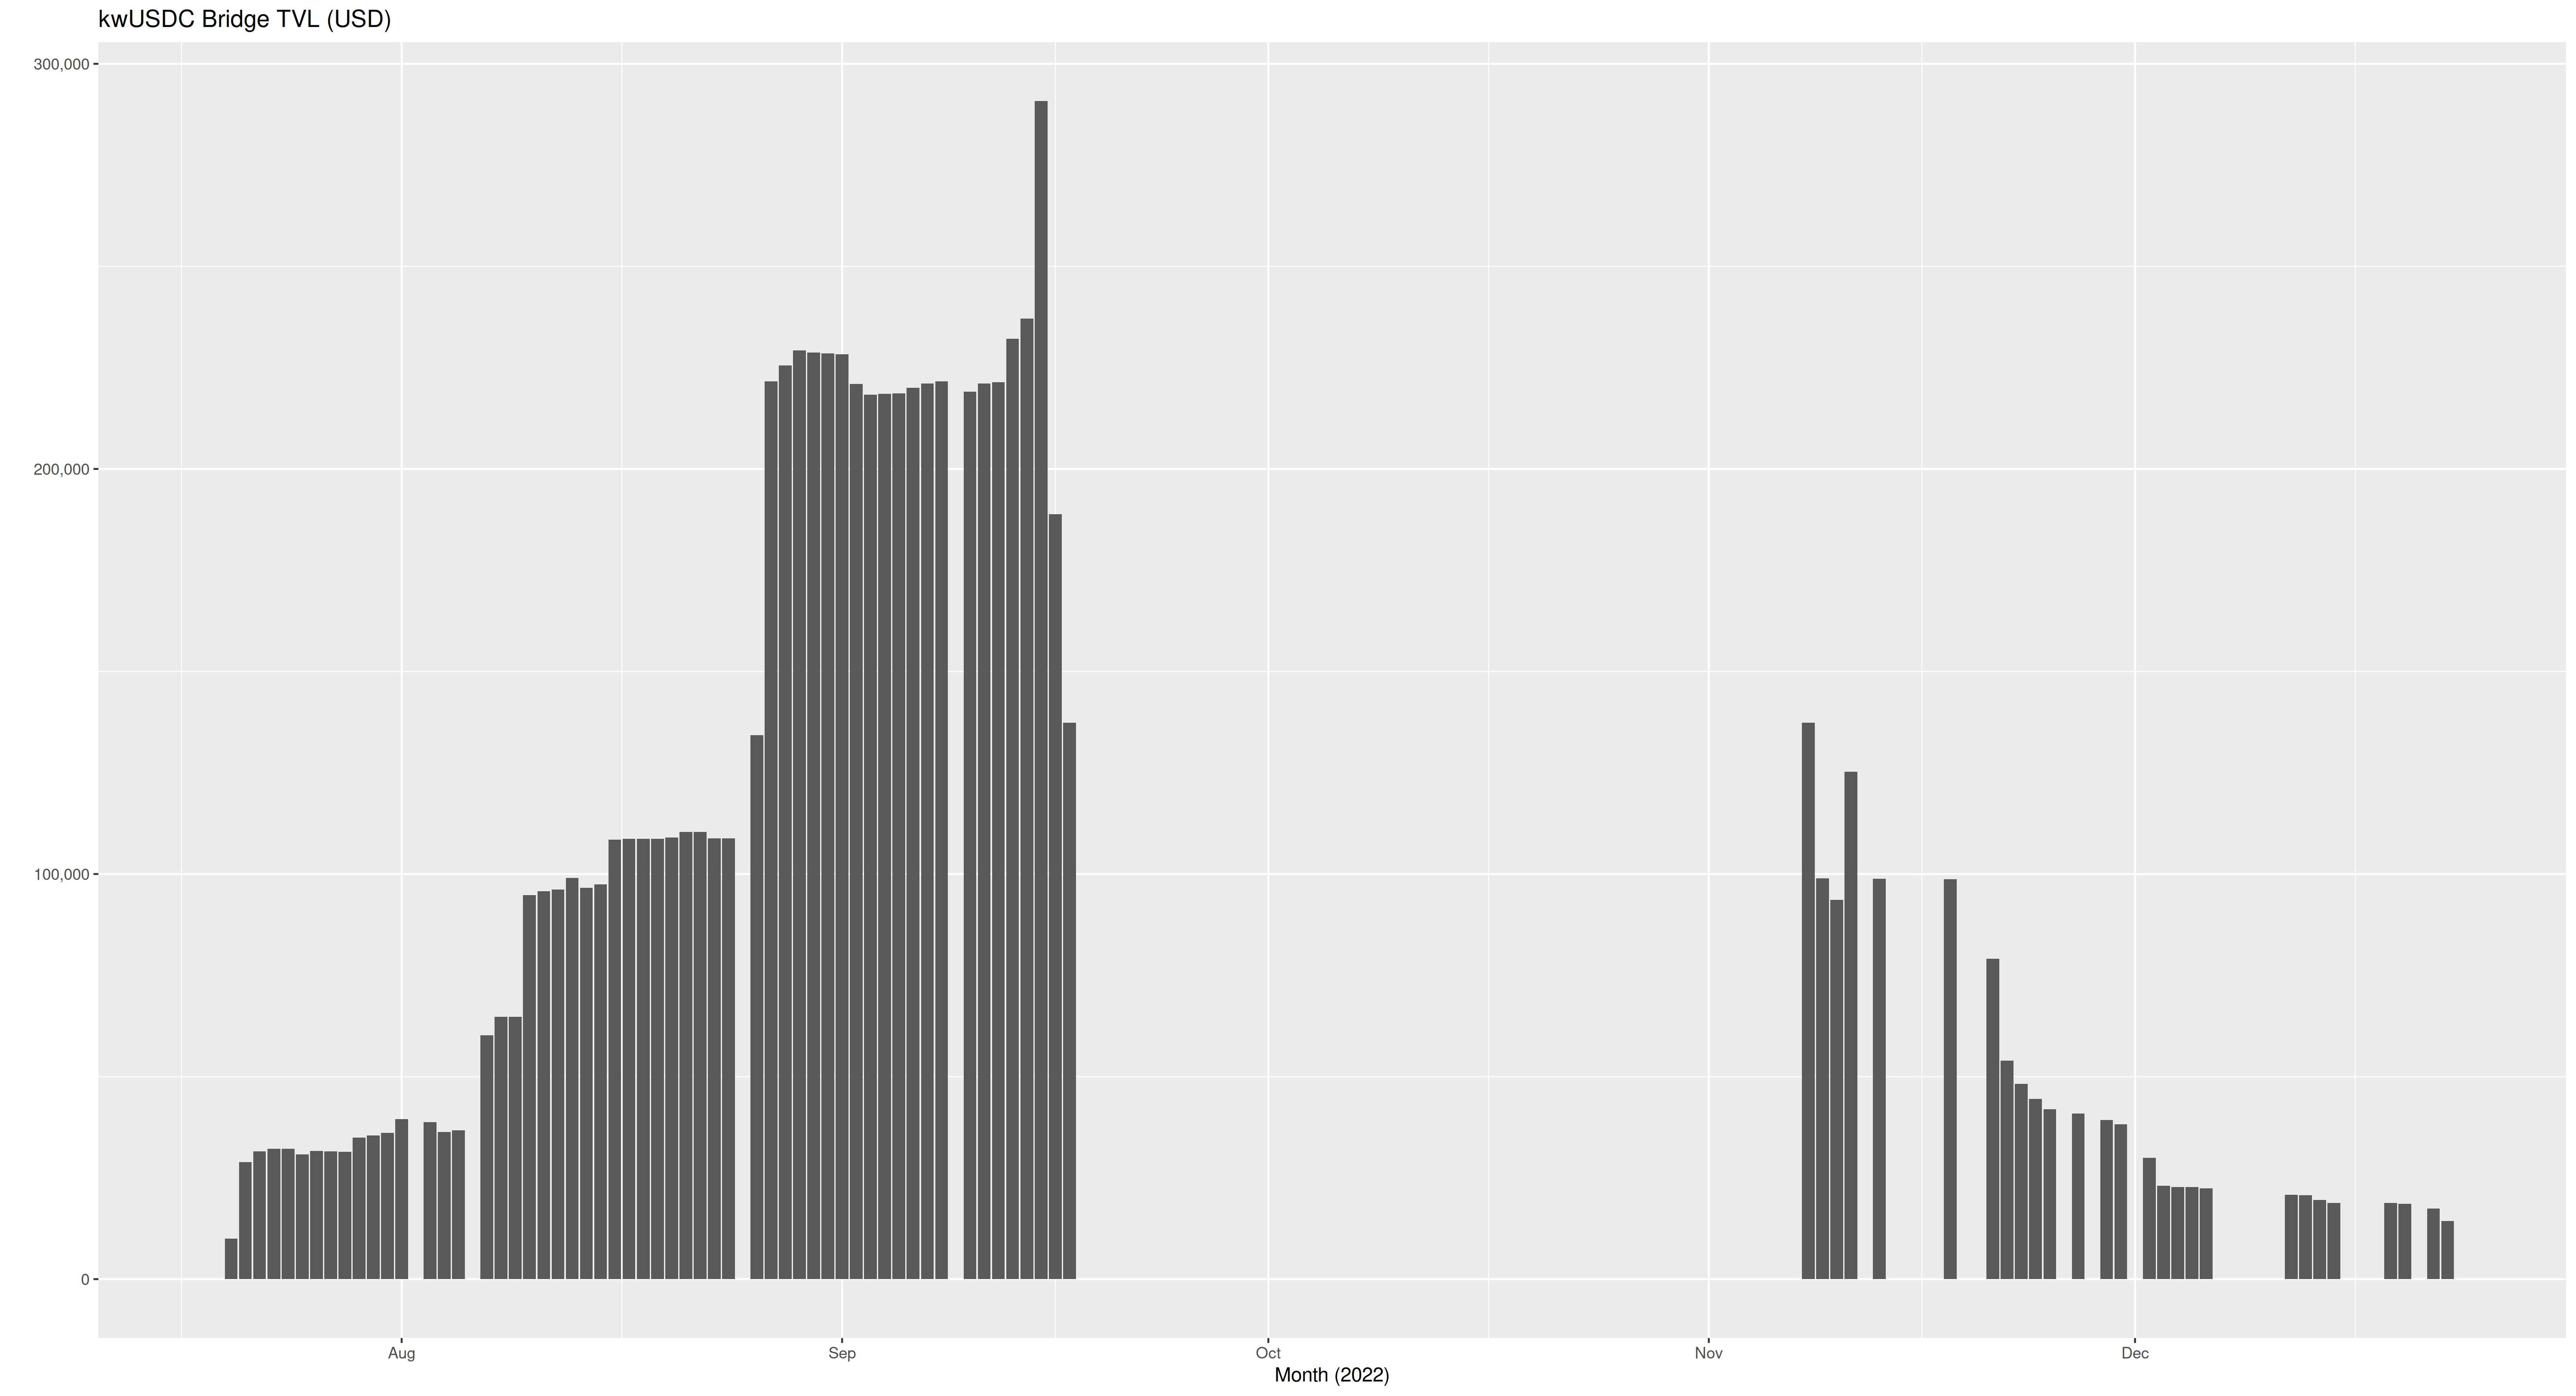 kwUSDC Bridge TVL (USD)
300,000
200,000
100,000
0
Aug Sep Oct Nov Dec
Month (2022)